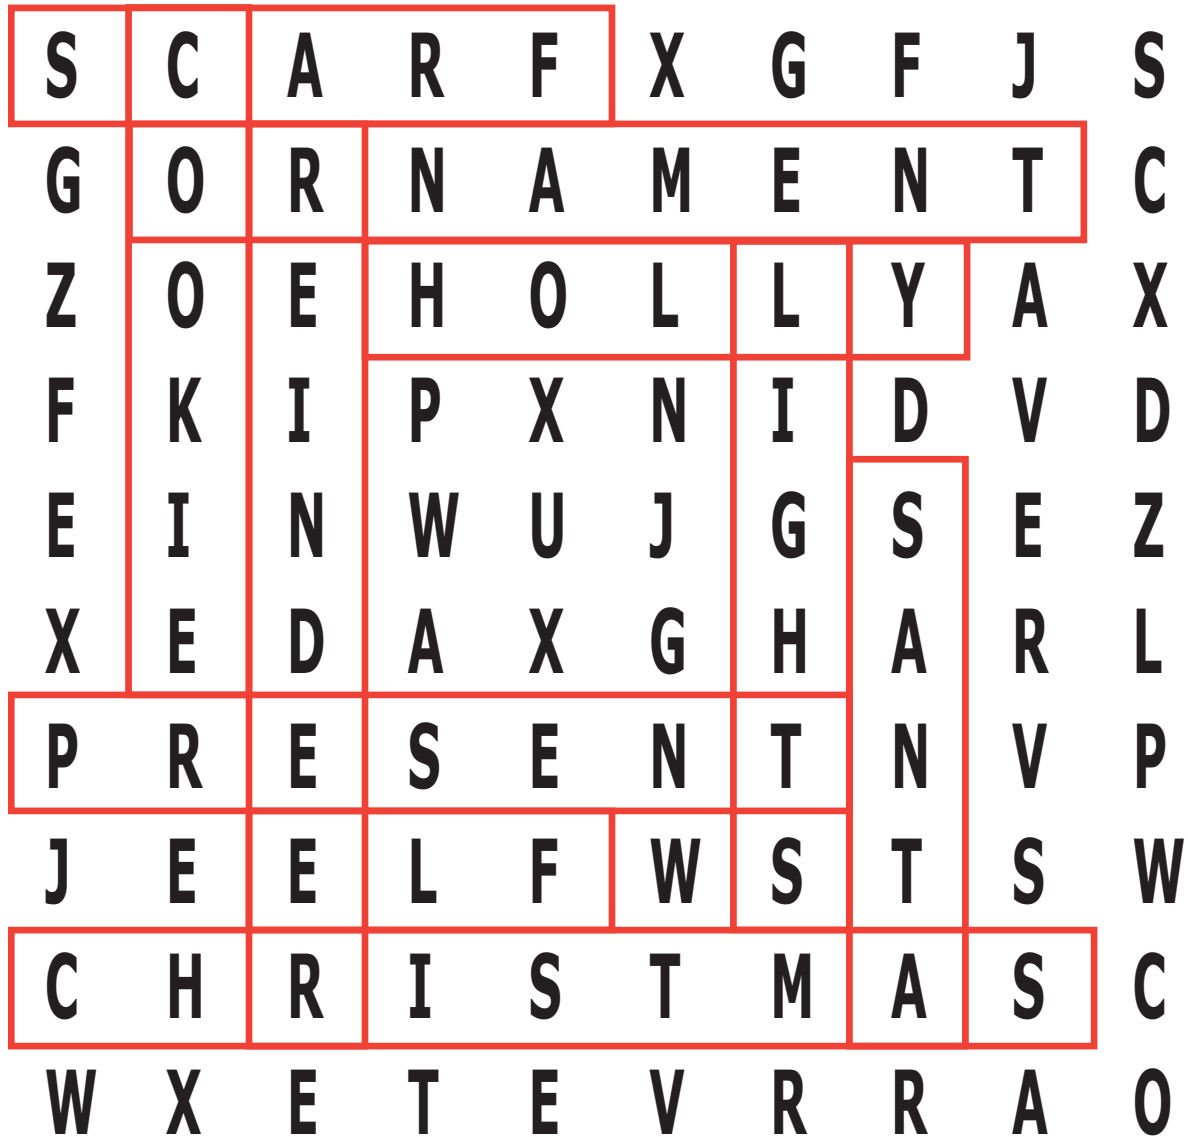 S C A R F X G F J S
G O R N A M E N T C
Z O E H O L L Y A X
F K I P X N I D V D
E I N W U J G S E Z
X E D A X G H A R L
P R E S E N T N V P
J E E L F W S T S W
C H R I S T M A S C
W X E T E V R R A O